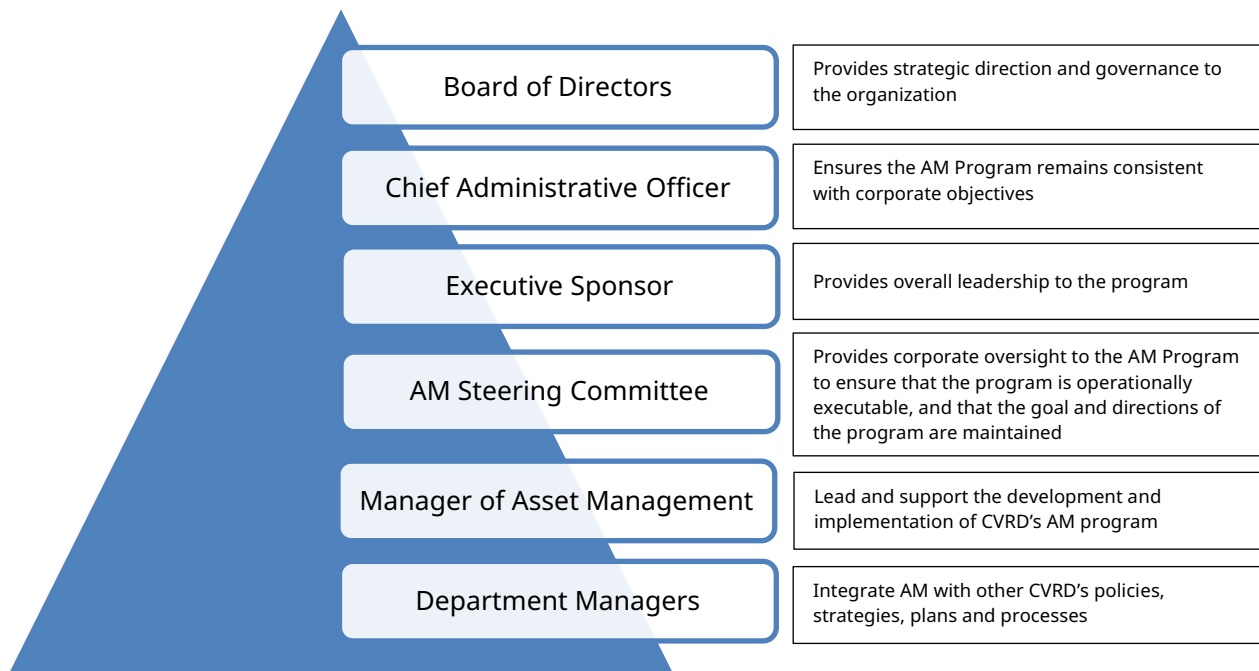 Board of Directors
Provides strategic direction and governance to
the organization
Chief Administrative Officer
Ensures the AM Program remains consistent
with corporate objectives
Executive Sponsor
Provides overall leadership to the program
AM Steering Committee
Provides corporate oversight to the AM Program
to ensure that the program is operationally
executable, and that the goal and directions of
the program are maintained
Manager of Asset Management
Lead and support the development and
implementation of CVRD’s AM program
Department Managers
Integrate AM with other CVRD’s policies,
strategies, plans and processes